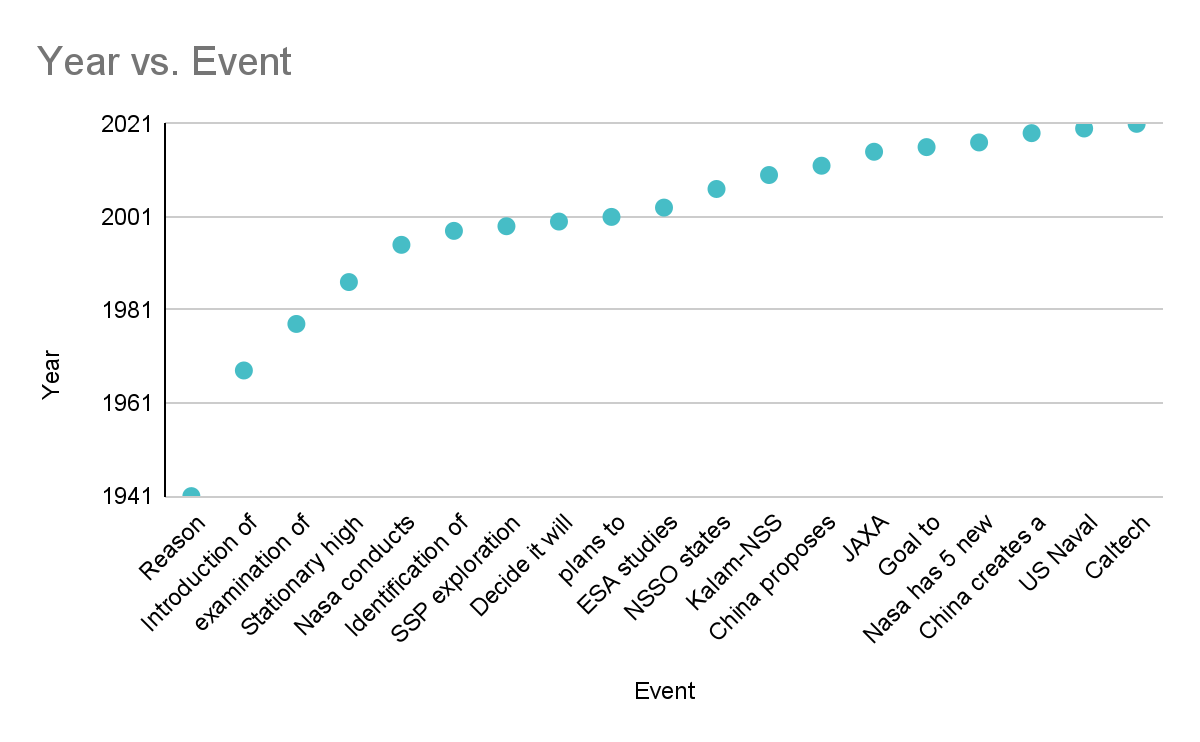 Year vs. Event
2021
2001
1981
1961
1941
Year
Reason
Introduction of
examination of
Stationary high
Nasa conducts
Identification of
SSP exploration
Decide it will
plans to
ESA studies
NSSO states
Kalam-NSS
China proposes
JAXA
Goal to
Nasa has 5 new
China creates a
US Naval
Caltech
Event